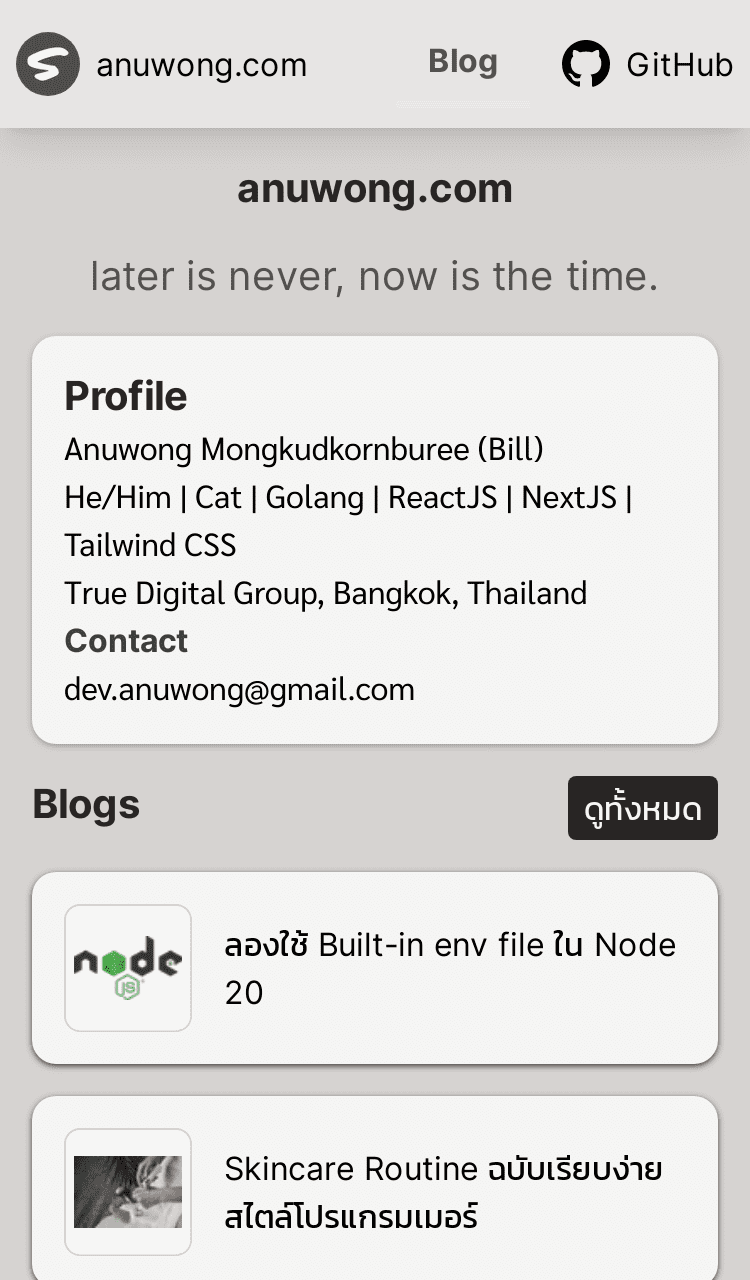 anuwong.com
Blog
GitHub
anuwong.com
later is never, now is the time.
Profile
Anuwong Mongkudkornburee (Bill)
He/Him | Cat | Golang | ReactJS | NextJS |
Tailwind CSS
True Digital Group, Bangkok, Thailand
Contact
dev.anuwong@gmail.com
Blogs
ดูทั้งหมด
node
JS
ลองใช้ Built-in env file ใน Node
20
Skincare Routine ฉบับเรียบง่าย
สไตล์โปรแกรมเมอร์